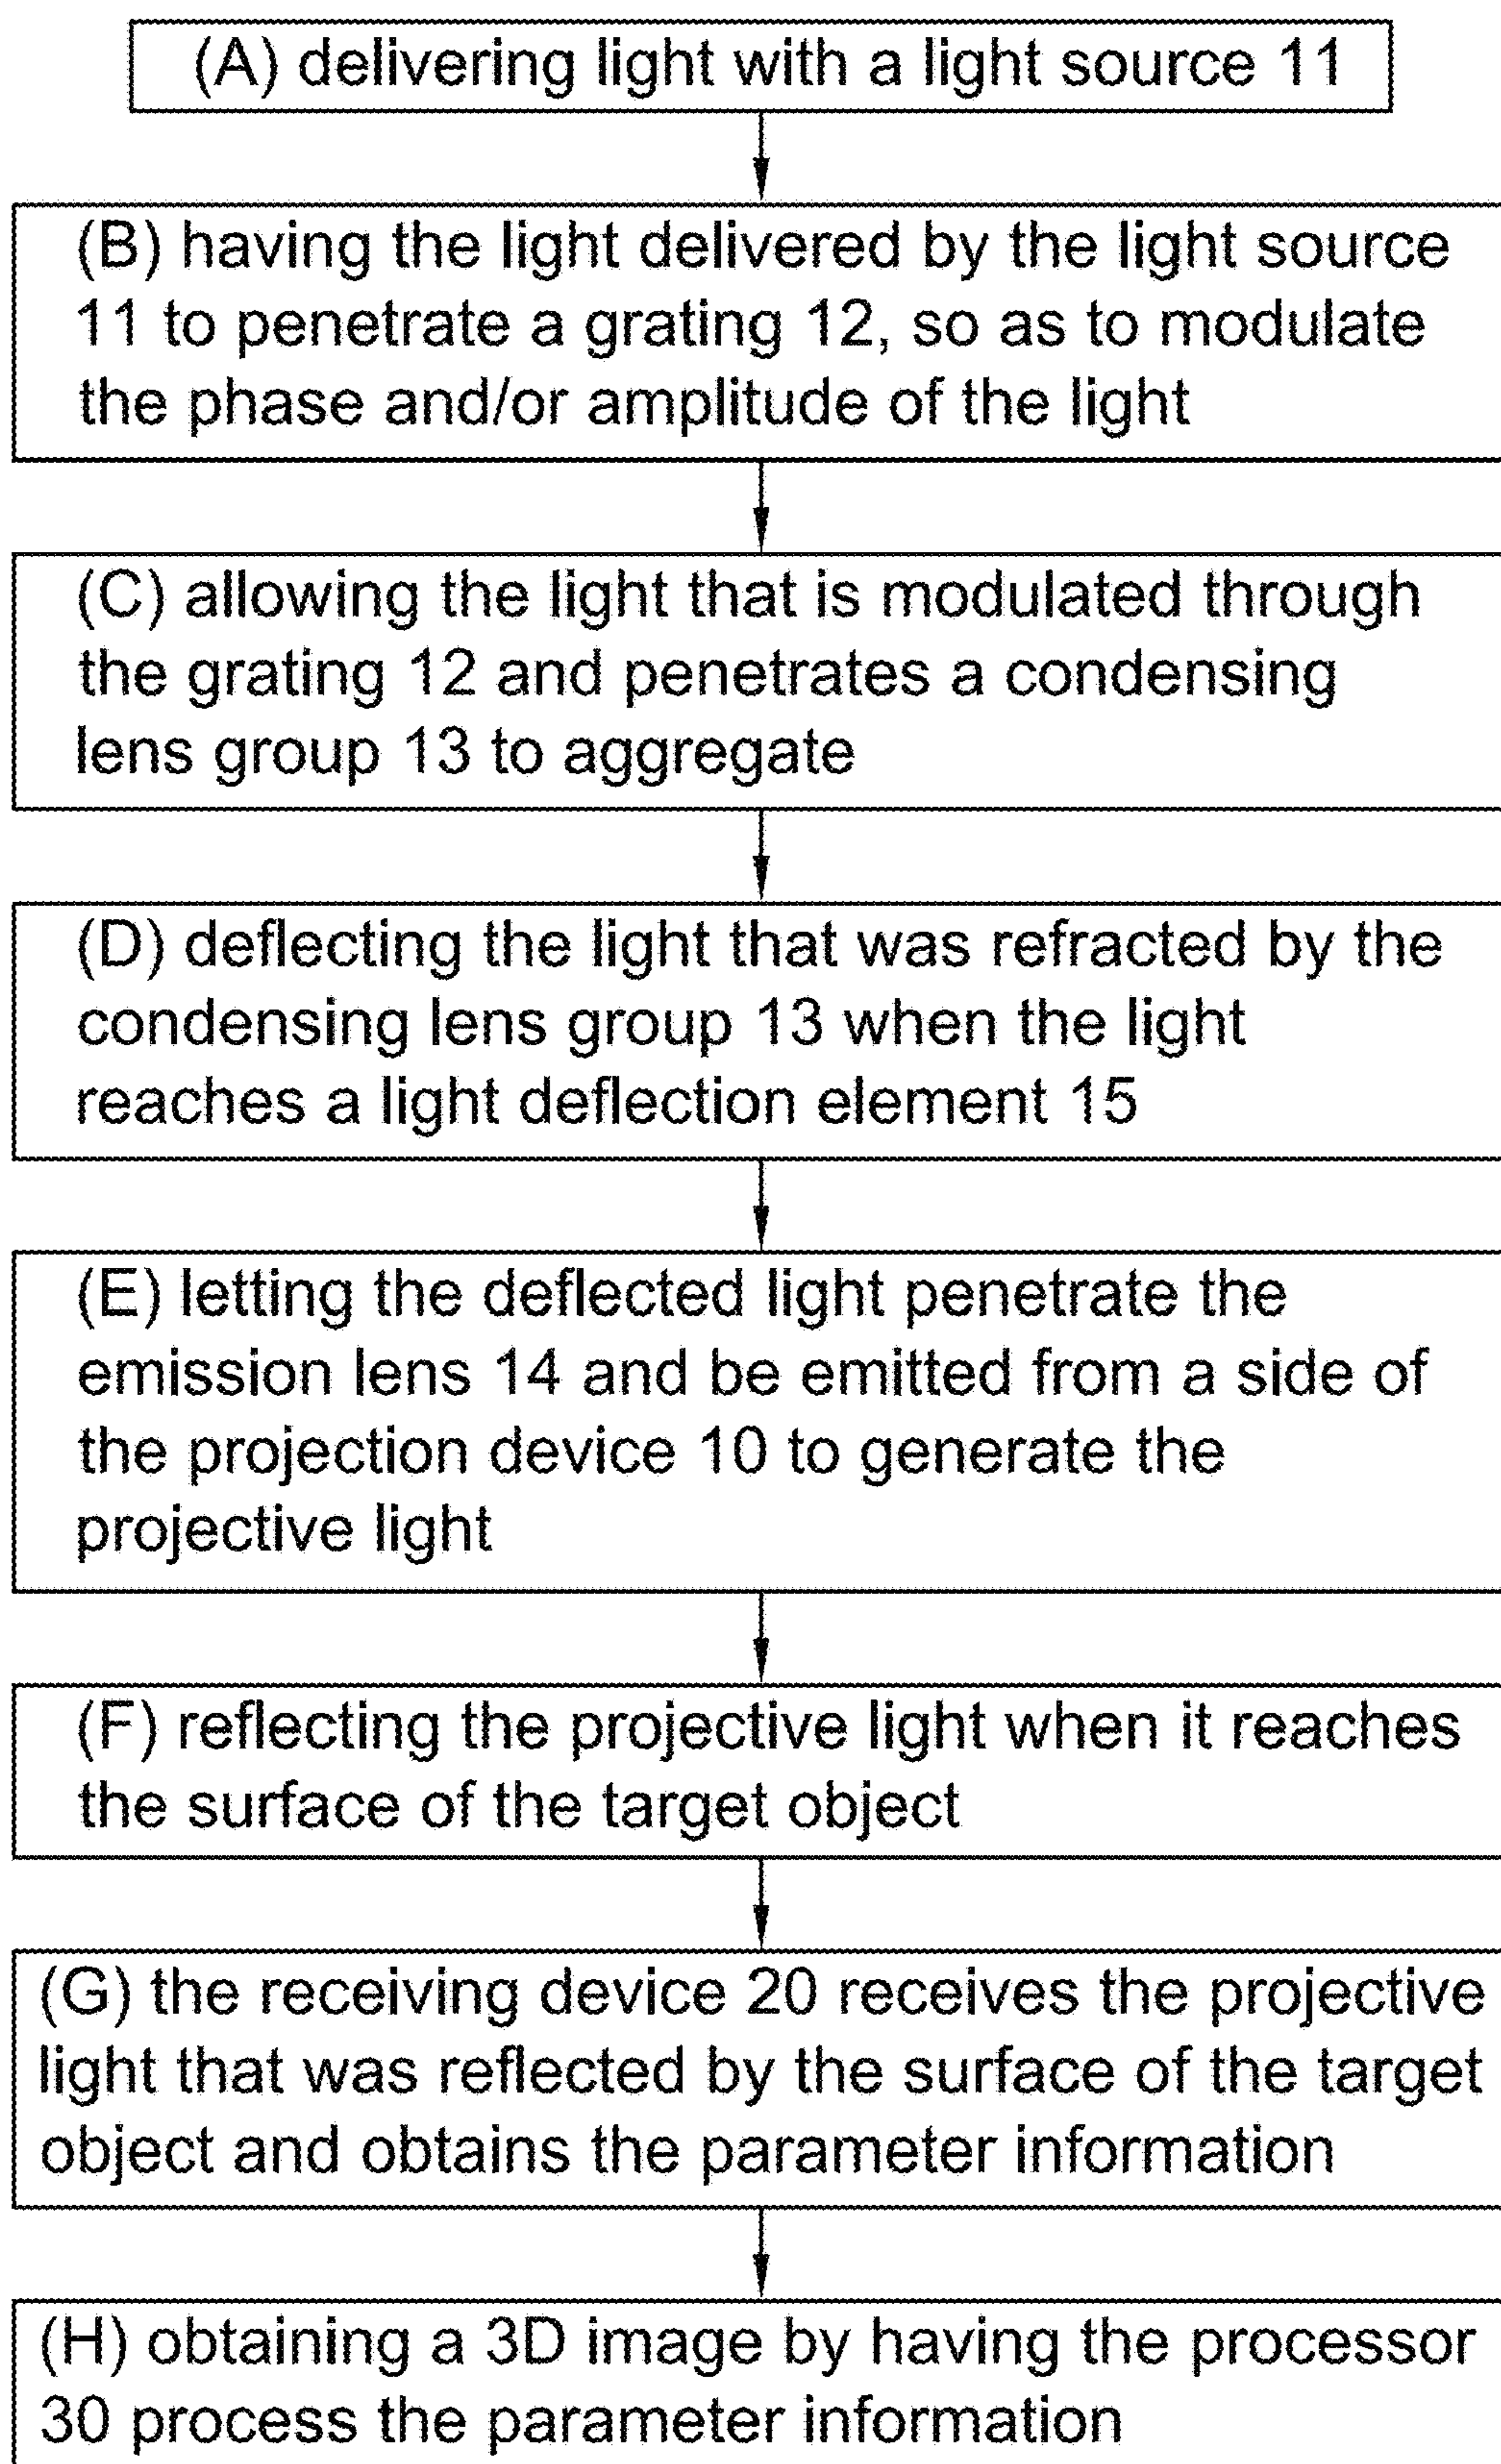 (A) delivering light with a light source 11
(B) having the light delivered by the light source
11 to penetrate a grating 12, so as to modulate
the phase and/or amplitude of the light
(C) allowing the light that is modulated through
the grating 12 and penetrates a condensing
lens group 13 to aggregate
(D) deflecting the light that was refracted by the
condensing lens group 13 when the light
reaches a light deflection element 15
(E) letting the deflected light penetrate the
emission lens 14 and be emitted from a side of
the projection device 10 to generate the
projective light
(F) reflecting the projective light when it reaches
the surface of the target object
(G) the receiving device 20 receives the projective
light that was reflected by the surface of the target
object and obtains the parameter information
(H) obtaining a 3D image by having the processor
30 process the parameter information